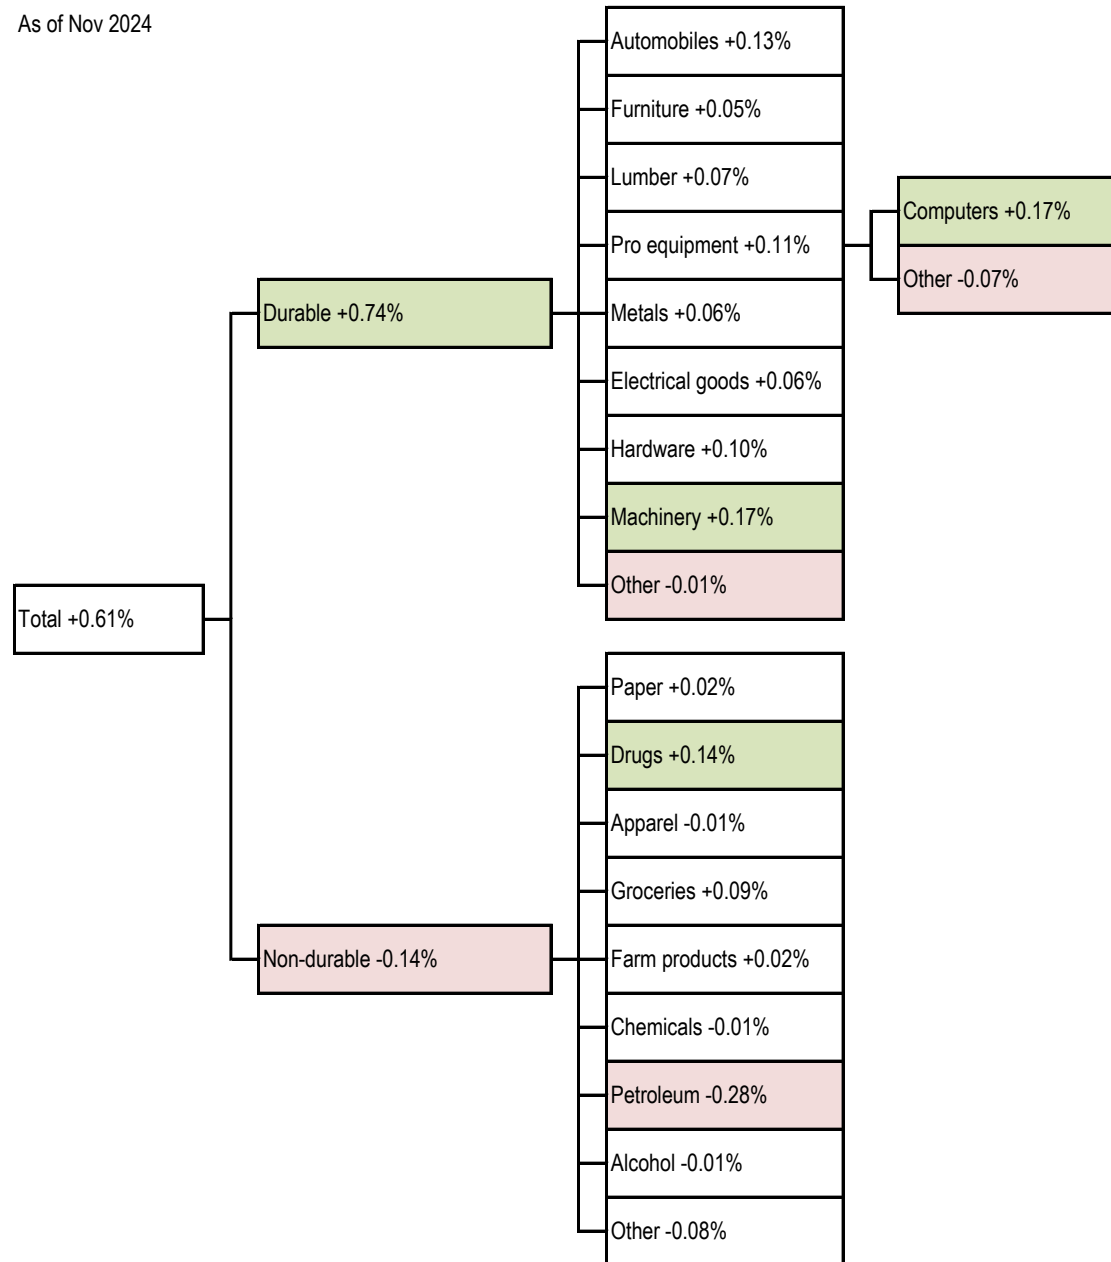 As of Nov 2024
Automobiles +0.13%
Furniture +0.05%
Lumber +0.07%
Computers +0.17%
Pro equipment +0.11%
Other -0.07%
Durable +0.74%
Metals +0.06%
Electrical goods +0.06%
Hardware +0.10%
Machinery +0.17%
Other -0.01%
Total +0.61%
Paper +0.02%
Drugs +0.14%
Apparel -0.01%
Groceries +0.09%
Non-durable -0.14%
Farm products +0.02%
Chemicals -0.01%
Petroleum -0.28%
Alcohol -0.01%
Other -0.08%